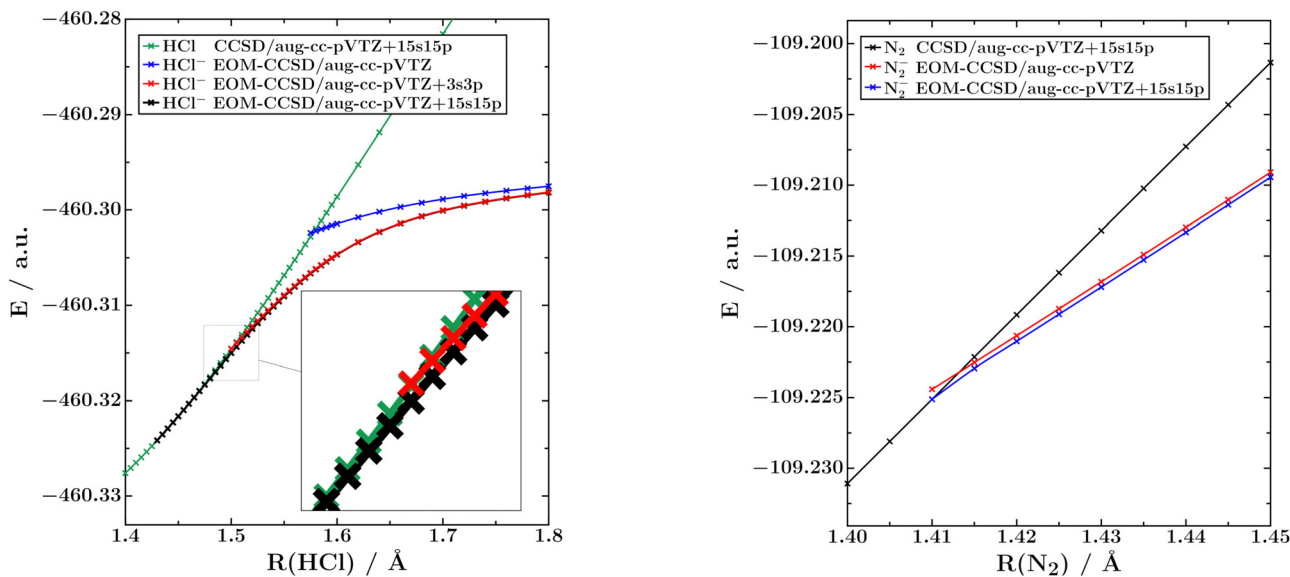 −460.28
HCl CCSD/aug-cc-pVTZ+15s15p
HCl⁻ EOM-CCSD/aug-cc-pVTZ
HCl⁻ EOM-CCSD/aug-cc-pVTZ+3s3p
HCl⁻ EOM-CCSD/aug-cc-pVTZ+15s15p
−460.29
−460.30
−460.31
−460.32
−460.33
E / a.u.
1.4
1.5
1.6
1.7
1.8
R(HCl) / Å
−109.200
N₂ CCSD/aug-cc-pVTZ+15s15p
N₂⁻ EOM-CCSD/aug-cc-pVTZ
N₂⁻ EOM-CCSD/aug-cc-pVTZ+15s15p
−109.205
−109.210
−109.215
−109.220
−109.225
−109.230
E / a.u.
1.40
1.41
1.42
1.43
1.44
1.45
R(N₂) / Å